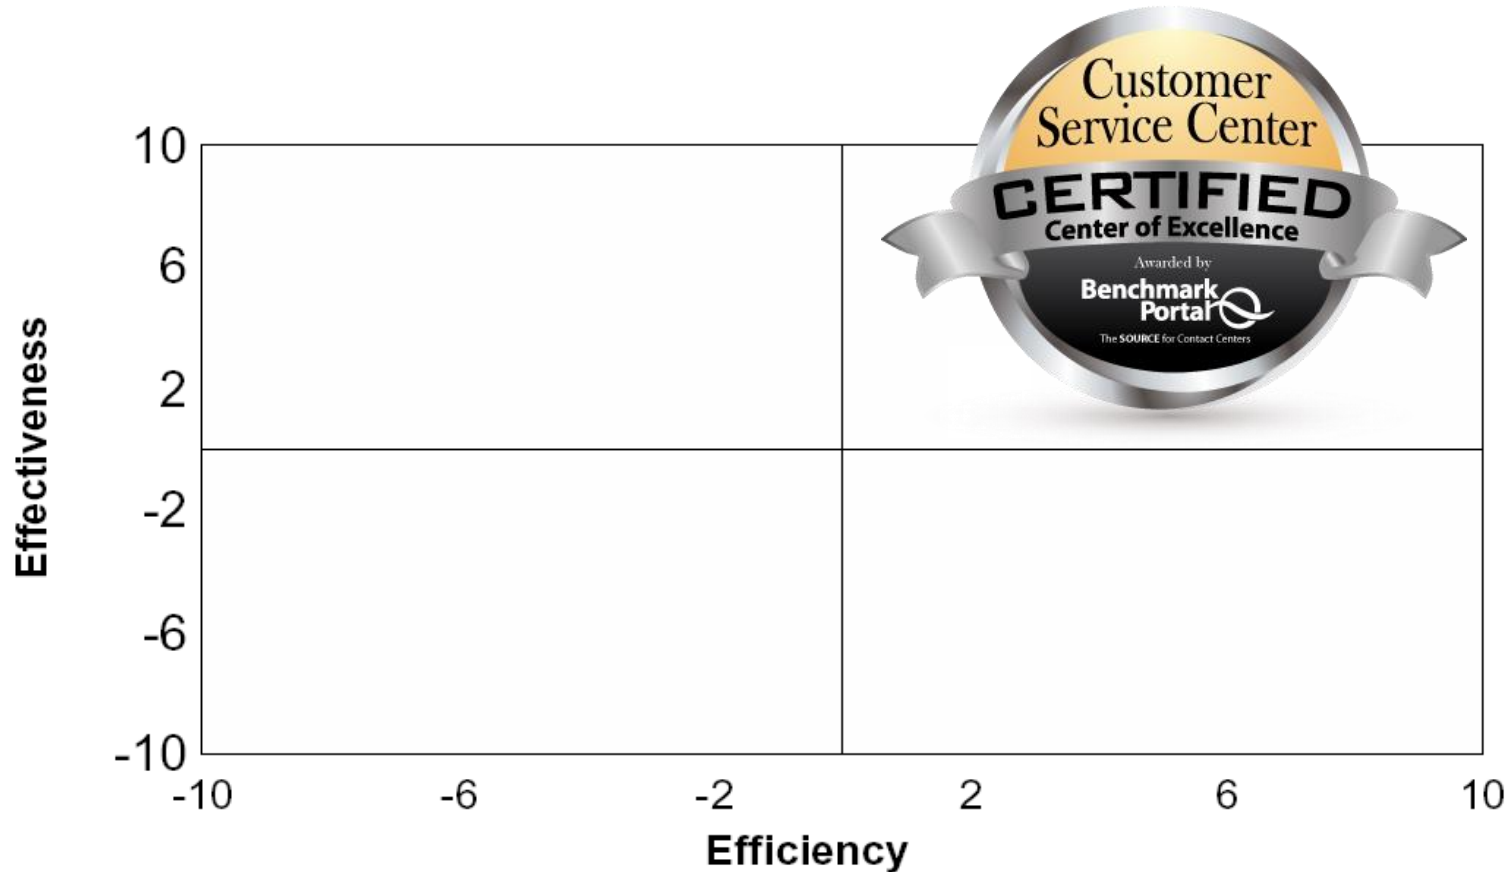 Customer
Service Center
CERTIFIED
Center of Excellence
Awarded by
Benchmark
Portal
The SOURCE for Contact Centers
10
6
2
-2
-6
-10
Effectiveness
-10 -6 -2 2 6 10
Efficiency